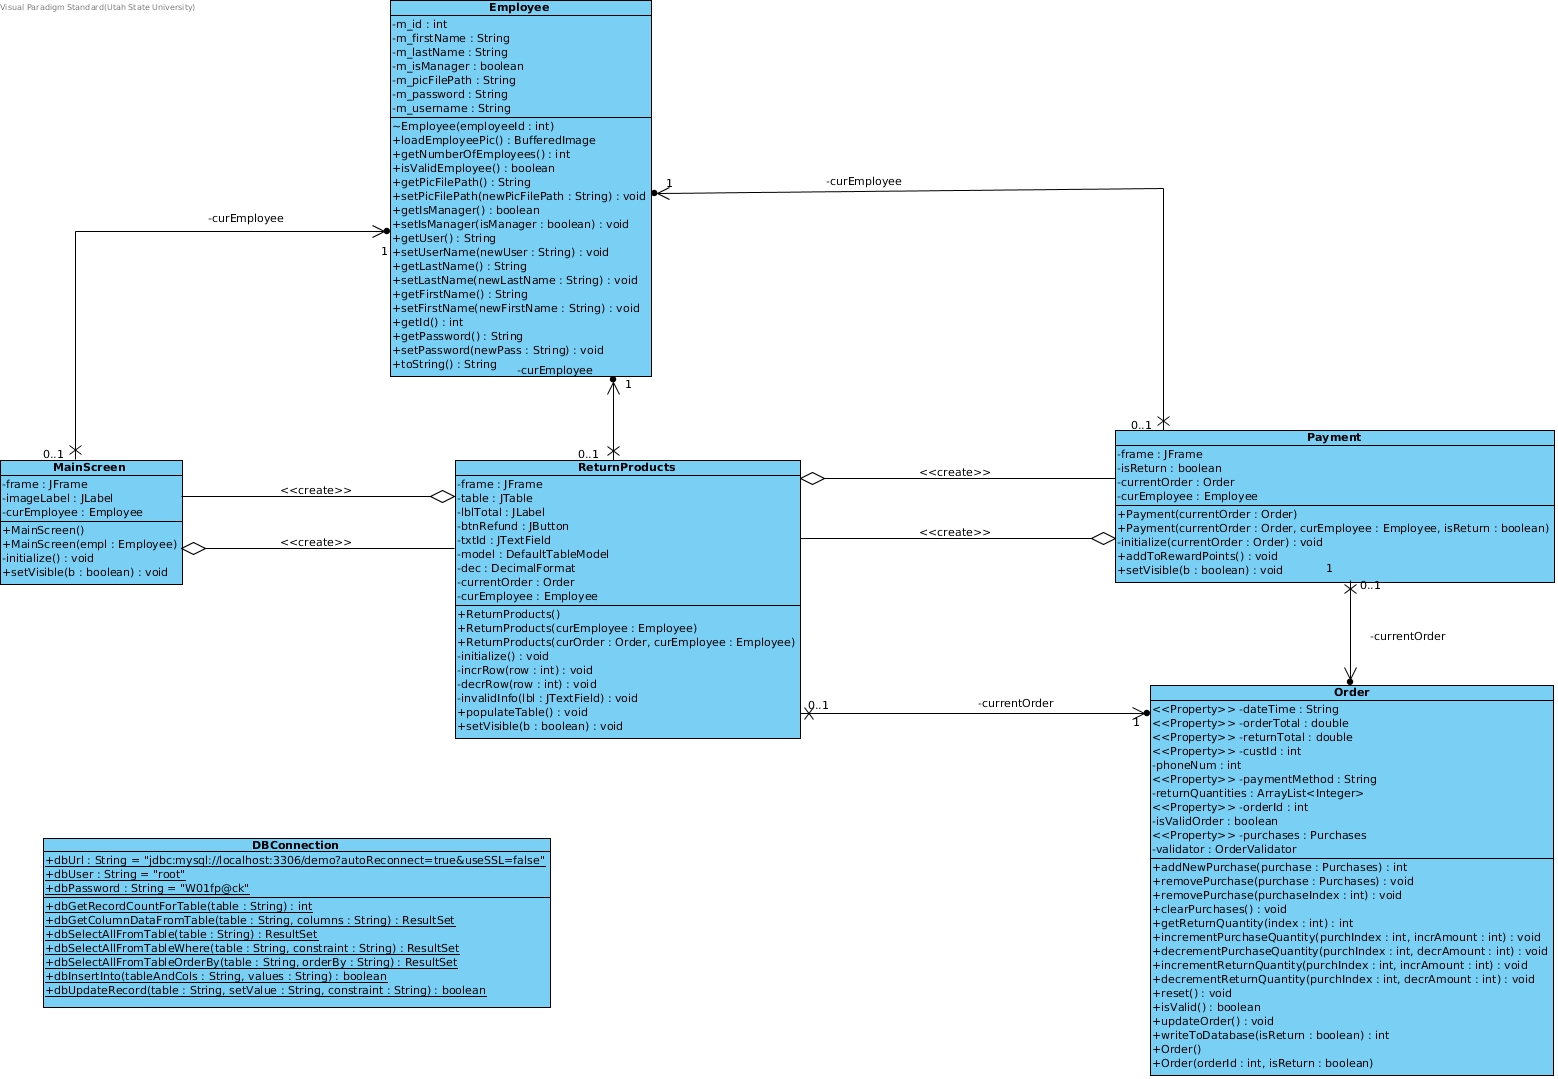 Visual Paradigm Standard(Utah State University)
Employee
-m_id : int
-m_firstName : String
-m_lastName : String
-m_isManager : boolean
-m_picFilePath : String
-m_password : String
-m_username : String
~Employee(employeeId : int)
+loadEmployeePic() : BufferedImage
+getNumberOfEmployees() : int
+isValidEmployee() : boolean
+getPicFilePath() : String
+setPicFilePath(newPicFilePath : String) : void
+getIsManager() : boolean
+setIsManager(isManager : boolean) : void
+getUser() : String
+setUserName(newUser : String) : void
+getLastName() : String
+setLastName(newLastName : String) : void
+getFirstName() : String
+setFirstName(newFirstName : String) : void
+getId() : int
+getPassword() : String
+setPassword(newPass : String) : void
+toString() : String
-curEmployee
1
0..1
-curEmployee
1
0..1
-curEmployee
1
0..1
MainScreen
-frame : JFrame
-imageLabel : JLabel
-curEmployee : Employee
+MainScreen()
+MainScreen(empl : Employee)
-initialize() : void
+setVisible(b : boolean) : void
<<create>>
<<create>>
ReturnProducts
-frame : JFrame
-table : JTable
-lblTotal : JLabel
-btnRefund : JButton
-txtId : JTextField
-model : DefaultTableModel
-dec : DecimalFormat
-currentOrder : Order
-curEmployee : Employee
+ReturnProducts()
+ReturnProducts(curEmployee : Employee)
+ReturnProducts(curOrder : Order, curEmployee : Employee)
-initialize() : void
-incrRow(row : int) : void
-decrRow(row : int) : void
-invalidInfo(lbl : JTextField) : void
+populateTable() : void
+setVisible(b : boolean) : void
<<create>>
<<create>>
Payment
-frame : JFrame
-isReturn : boolean
-currentOrder : Order
-curEmployee : Employee
+Payment(currentOrder : Order)
+Payment(currentOrder : Order, curEmployee : Employee, isReturn : boolean)
-initialize(currentOrder : Order) : void
+addToRewardPoints() : void
+setVisible(b : boolean) : void
1
0..1
-currentOrder
0..1
-currentOrder
1
Order
<<Property>> -dateTime : String
<<Property>> -orderTotal : double
<<Property>> -returnTotal : double
<<Property>> -custId : int
-phoneNum : int
<<Property>> -paymentMethod : String
-returnQuantities : ArrayList<Integer>
<<Property>> -orderId : int
-isValidOrder : boolean
<<Property>> -purchases : Purchases
-validator : OrderValidator
+addNewPurchase(purchase : Purchases) : int
+removePurchase(purchase : Purchases) : void
+removePurchase(purchaseIndex : int) : void
+clearPurchases() : void
+getReturnQuantity(index : int) : int
+incrementPurchaseQuantity(purchIndex : int, incrAmount : int) : void
+decrementPurchaseQuantity(purchIndex : int, decrAmount : int) : void
+incrementReturnQuantity(purchIndex : int, incrAmount : int) : void
+decrementReturnQuantity(purchIndex : int, decrAmount : int) : void
+reset() : void
+isValid() : boolean
+updateOrder() : void
+writeToDatabase(isReturn : boolean) : int
+Order()
+Order(orderId : int, isReturn : boolean)
DBConnection
+dbUrl : String = "jdbc:mysql://localhost:3306/demo?autoReconnect=true&useSSL=false"
+dbUser : String = "root"
+dbPassword : String = "W01fp@ck"
+dbGetRecordCountForTable(table : String) : int
+dbGetColumnDataFromTable(table : String, columns : String) : ResultSet
+dbSelectAllFromTable(table : String) : ResultSet
+dbSelectAllFromTableWhere(table : String, constraint : String) : ResultSet
+dbSelectAllFromTableOrderBy(table : String, orderBy : String) : ResultSet
+dbInsertInto(tableAndCols : String, values : String) : boolean
+dbUpdateRecord(table : String, setValue : String, constraint : String) : boolean